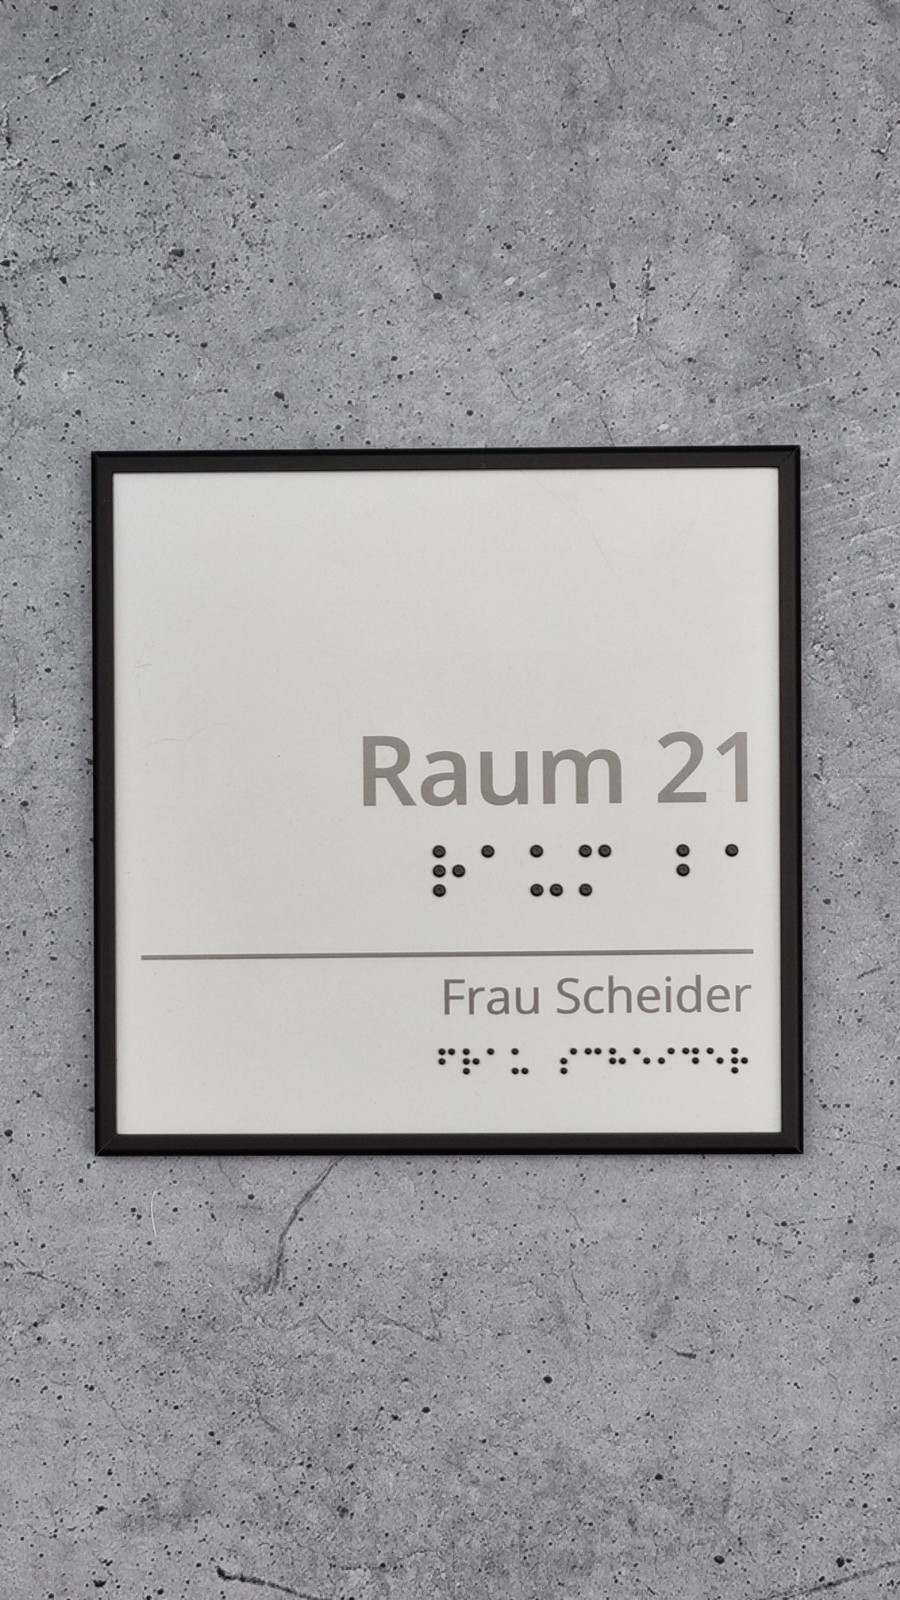 Raum 21
⠗⠁⠥⠍ ⠃⠁
Frau Scheider
⠋⠗⠁⠥ ⠎⠉⠓⠑⠊⠙⠑⠗